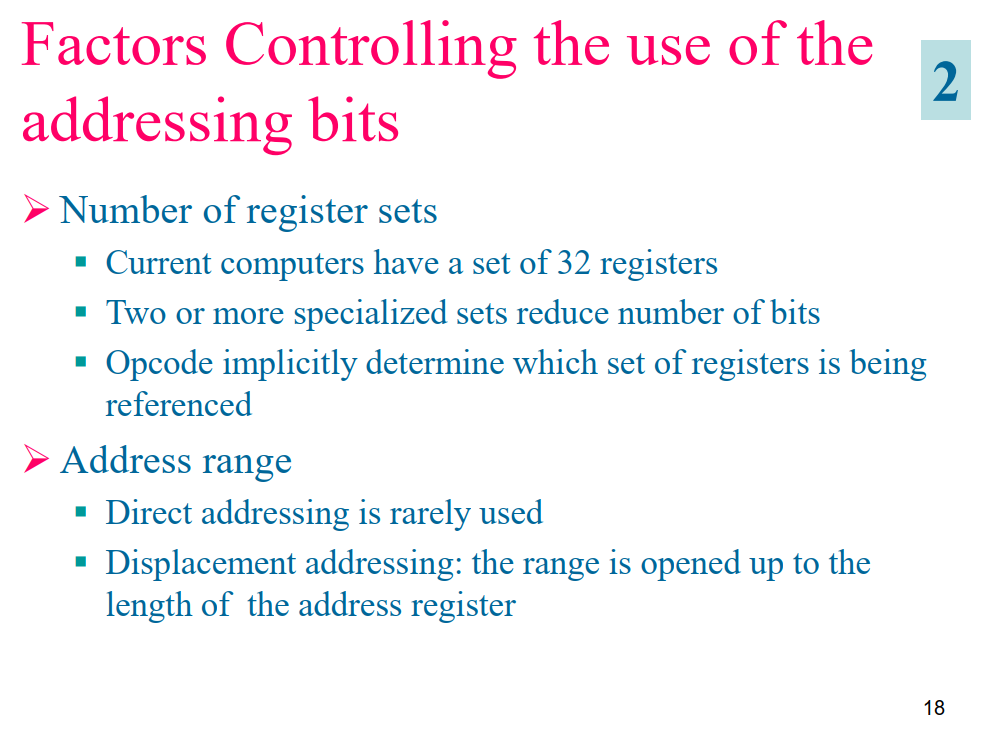 Factors Controlling the use of the
addressing bits
2
Number of register sets
Current computers have a set of 32 registers
Two or more specialized sets reduce number of bits
Opcode implicitly determine which set of registers is being
referenced
Address range
Direct addressing is rarely used
Displacement addressing: the range is opened up to the
length of  the address register
18